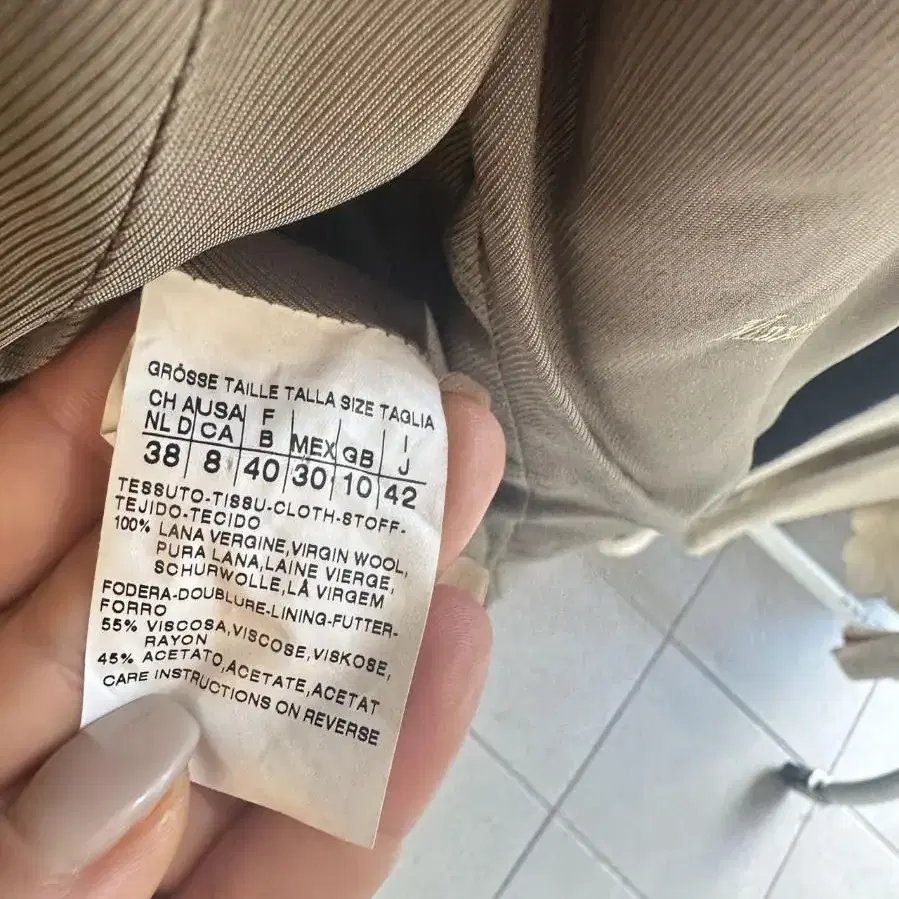 GRÖSSE TAILLE TALLA SIZE TAGLIA
CH A USA F I
NL D CA B MEX GB J
38 8 40 30 10 42
TESSUTO-TISSU-CLOTH-STOFF-
TEJIDO-TECIDO
100% LANA VERGINE,VIRGIN WOOL,
PURA LANA,LAINE VIERGE,
SCHURWOLLE,LÃ VIRGEM
FODERA-DOUBLURE-LINING-FUTTER-
FORRO
55% VISCOSA,VISCOSE,VISKOSE,
RAYON
45% ACETATO,ACETATE,ACETAT
CARE INSTRUCTIONS ON REVERSE